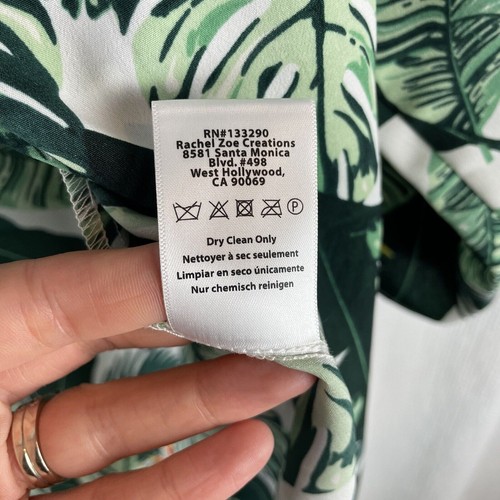 RN#133290
Rachel Zoe Creations
8581 Santa Monica
Blvd. #498
West Hollywood,
CA 90069
P
Dry Clean Only
Nettoyer à sec seulement
Limpiar en seco únicamente
Nur chemisch reinigen